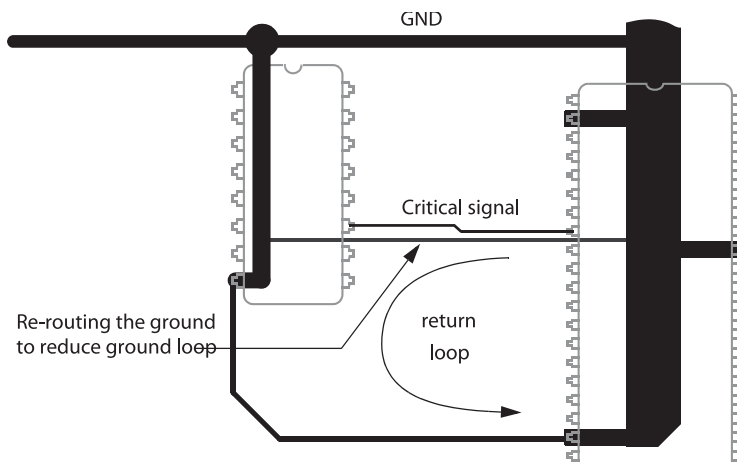 GND
Critical signal
Re-routing the ground
to reduce ground loop
return
loop